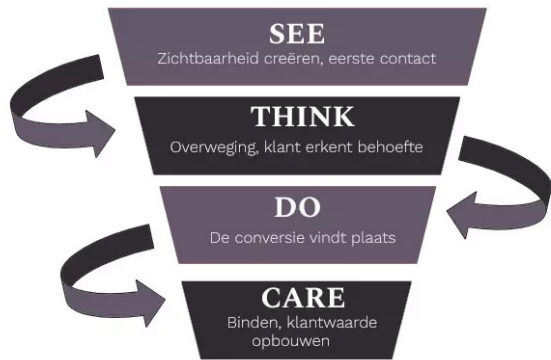 SEE
Zichtbaarheid creëren, eerste contact
THINK
Overweging, klant erkent behoefte
DO
De conversie vindt plaats
CARE
Binden, klantwaarde
opbouwen